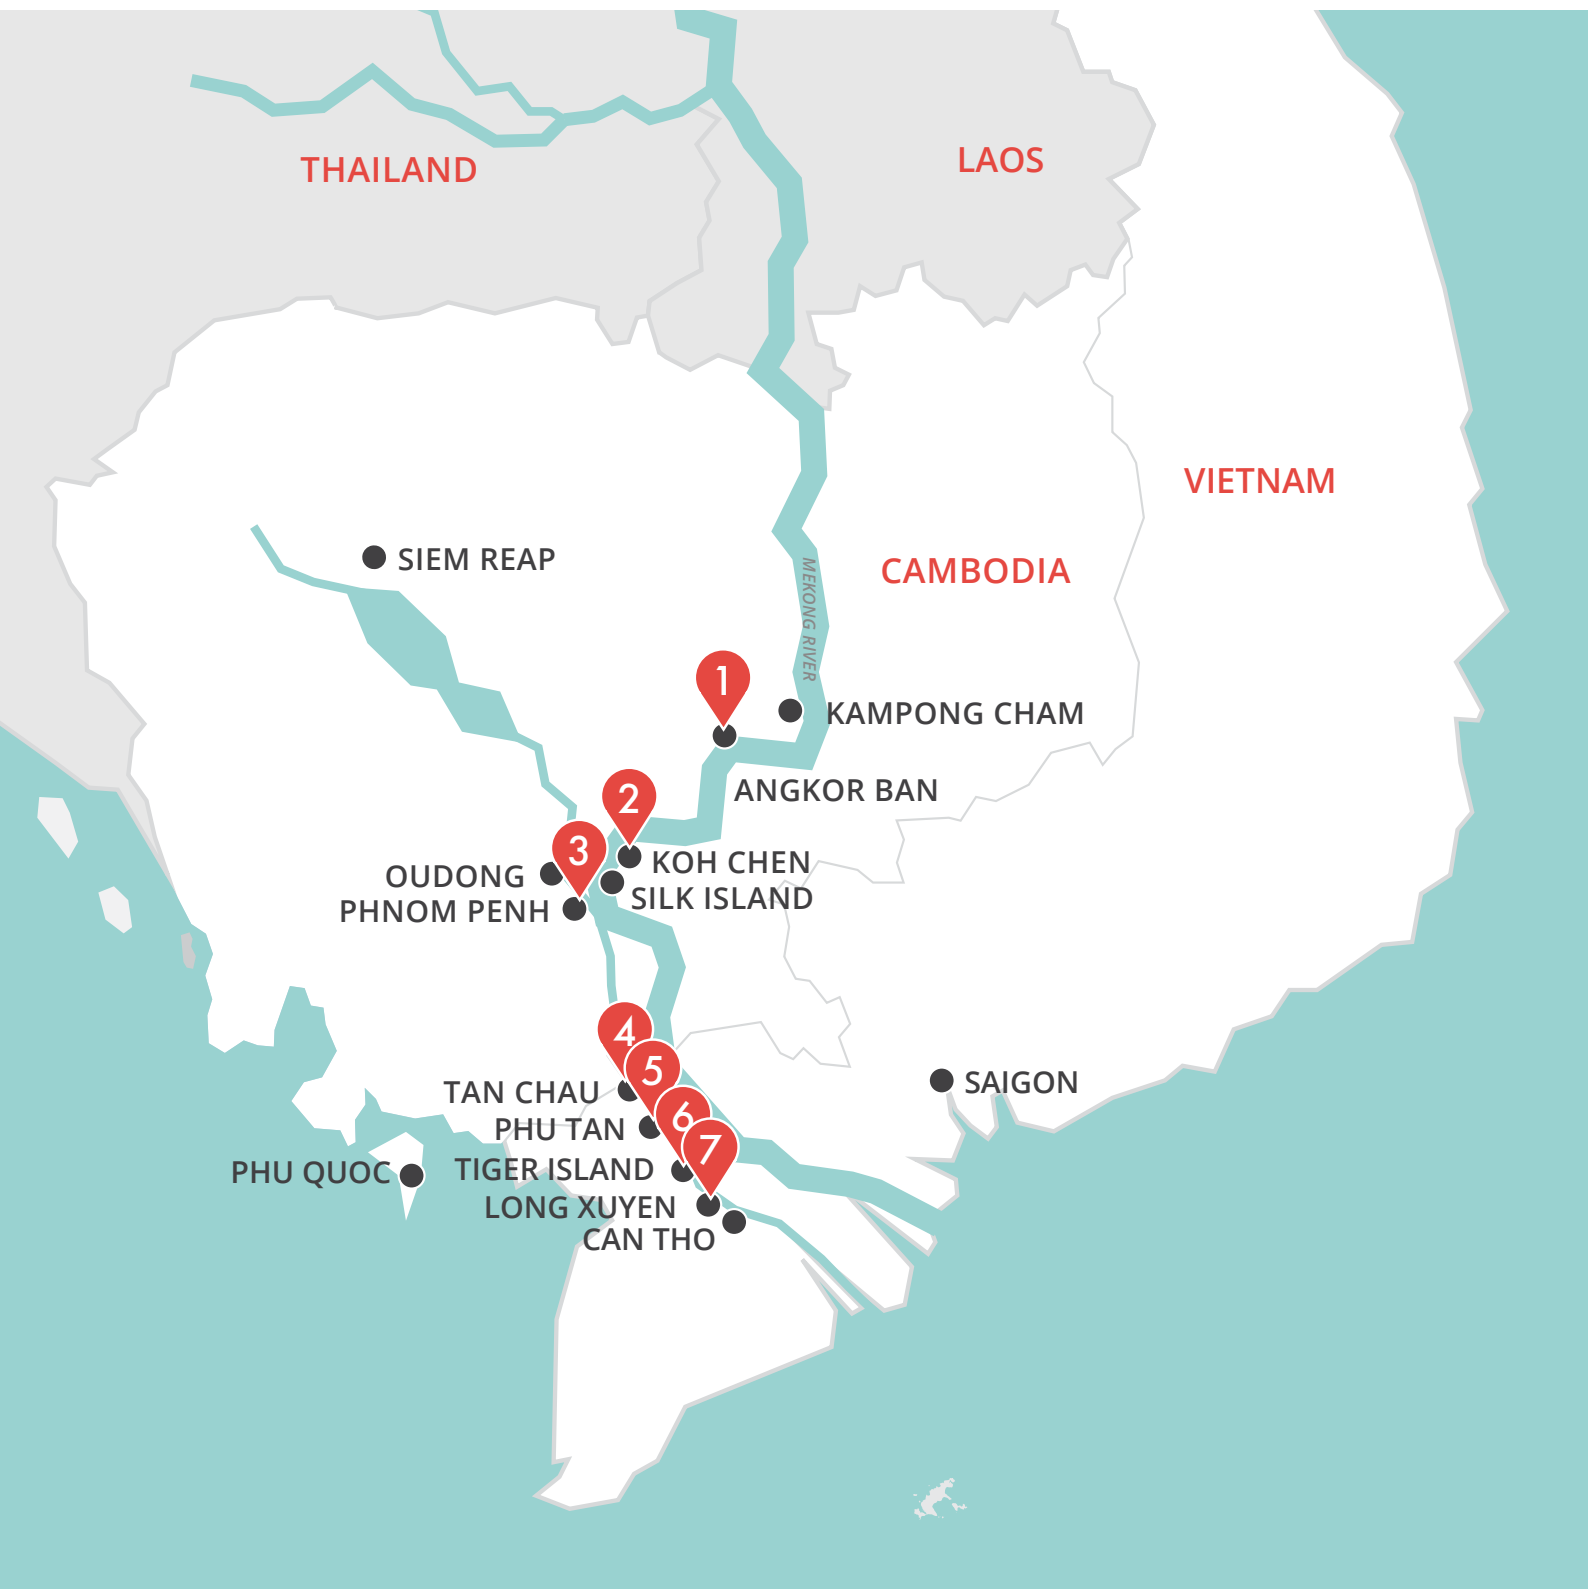 THAILAND
LAOS
VIETNAM
SIEM REAP
CAMBODIA
MEKONG RIVER
1
KAMPONG CHAM
ANGKOR BAN
2
3
KOH CHEN
OUDONG
SILK ISLAND
PHNOM PENH
4
5
TAN CHAU
SAIGON
6
PHU TAN
7
PHU QUOC
TIGER ISLAND
LONG XUYEN
CAN THO